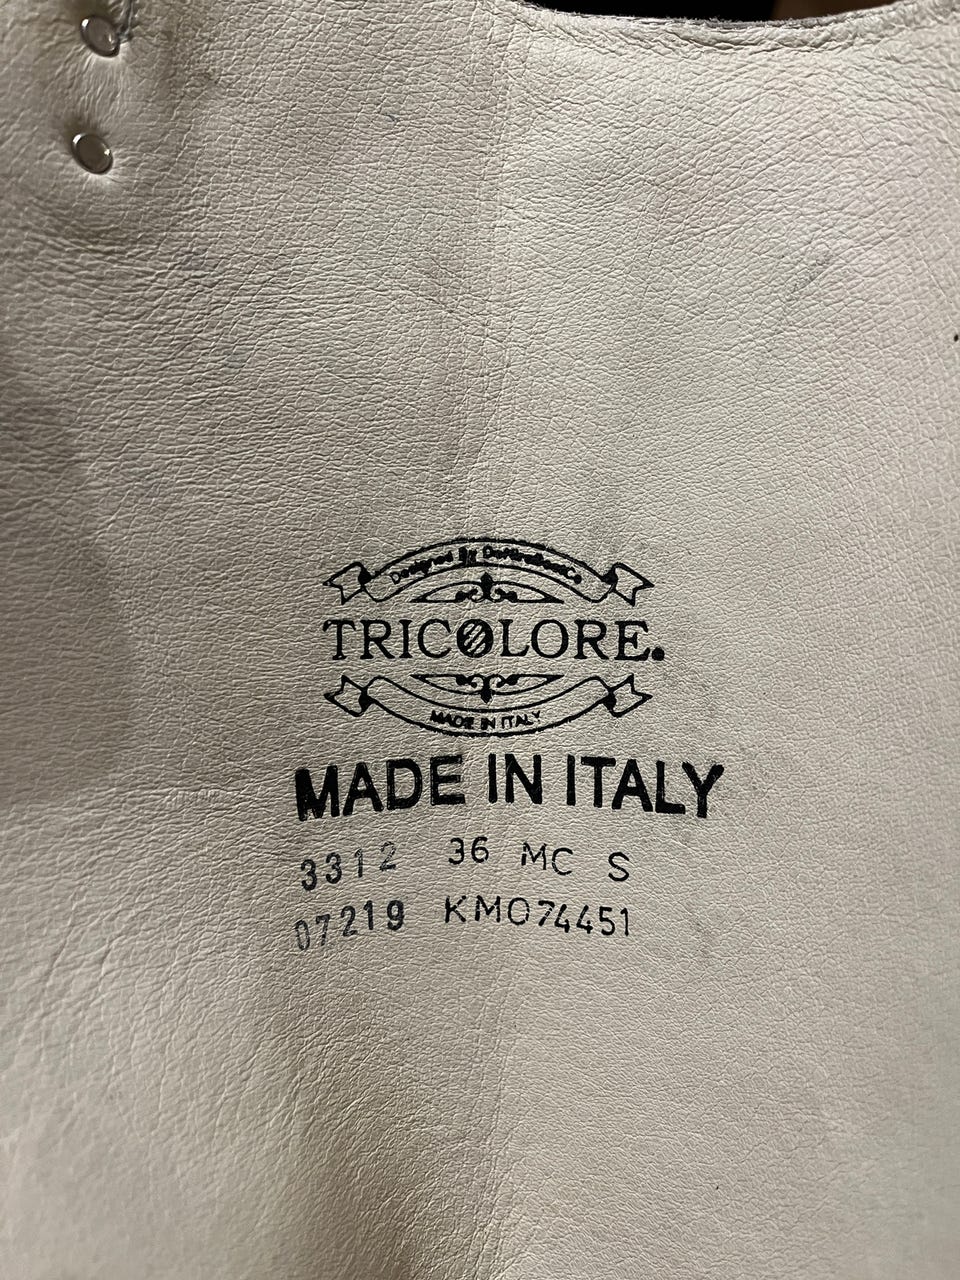 Designed By DeNiroBootCo
TRICOLORE.
MADE IN ITALY
MADE IN ITALY
3312 36 MC S
07219 KM074451